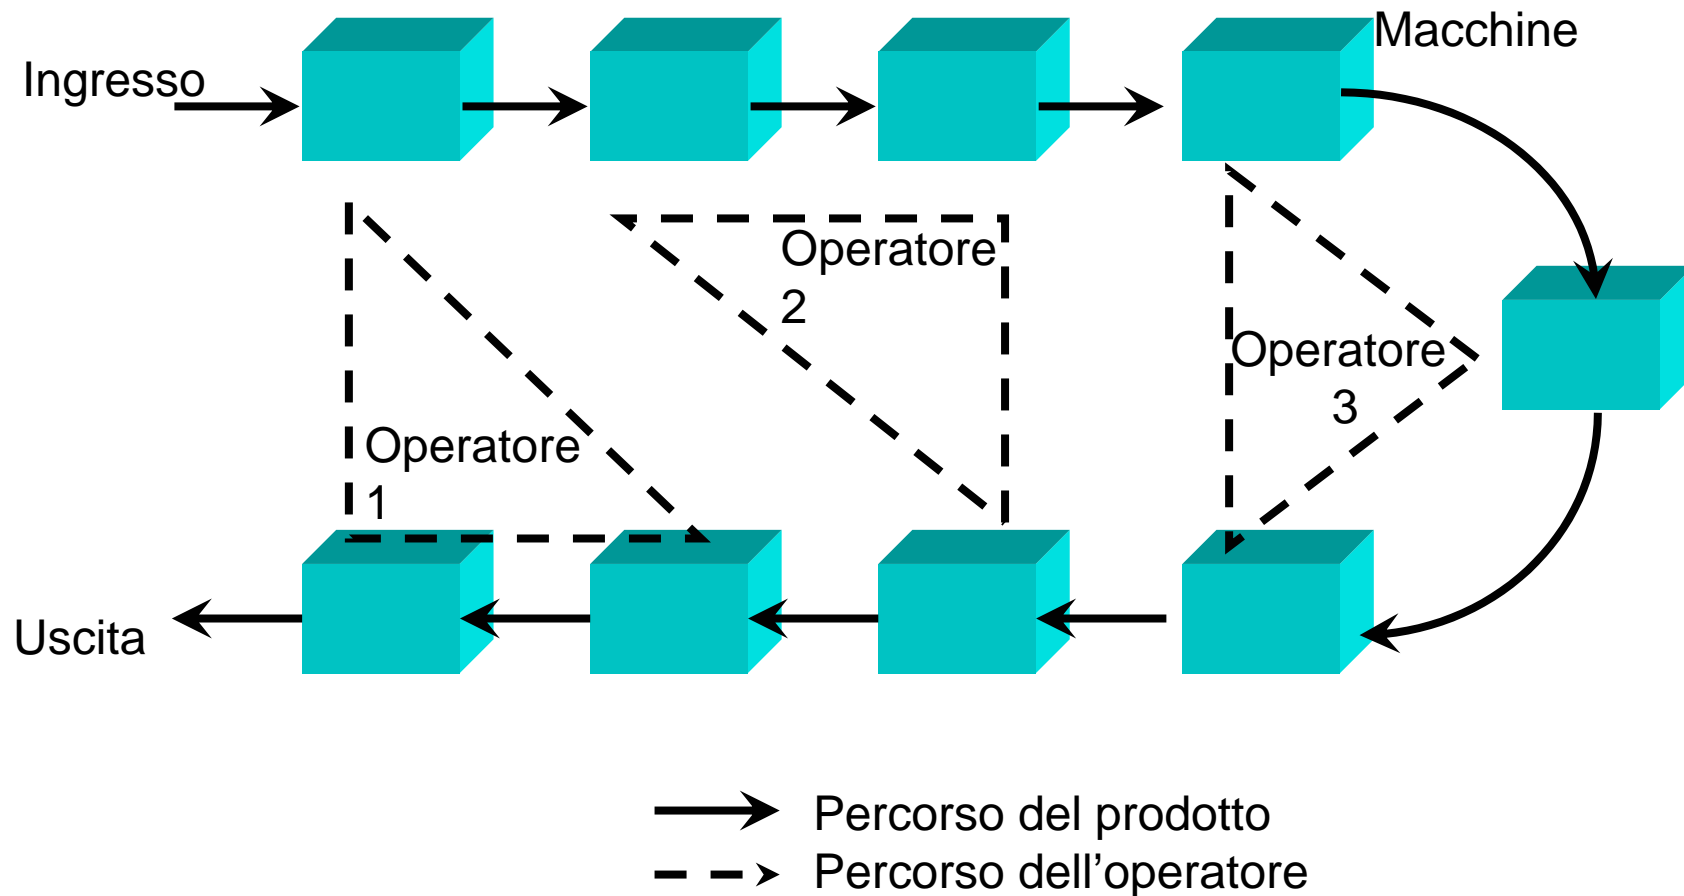 Macchine
Ingresso
Operatore
2
Operatore
3
Operatore
1
Uscita
Percorso del prodotto
Percorso dell’operatore